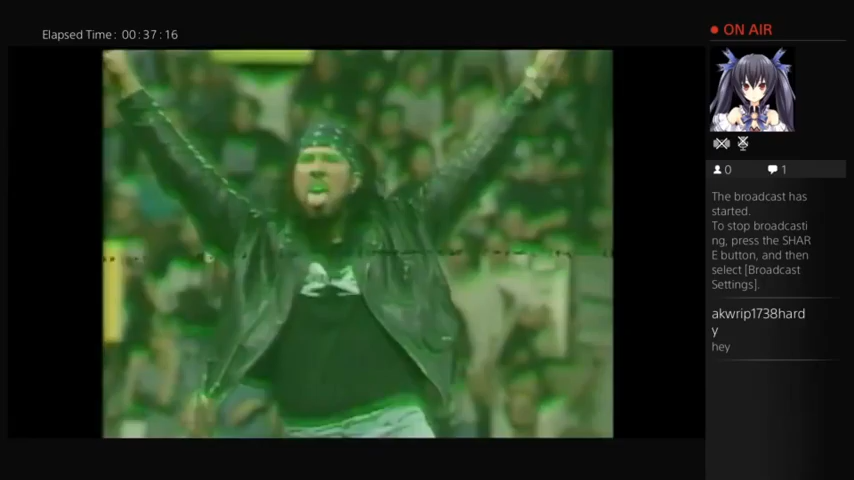 Elapsed Time: 00:37:16
ON AIR
0
1
The broadcast has
started.
To stop broadcasti
ng, press the SHAR
E button, and then
select [Broadcast
Settings].
akwrip1738hard
y
hey